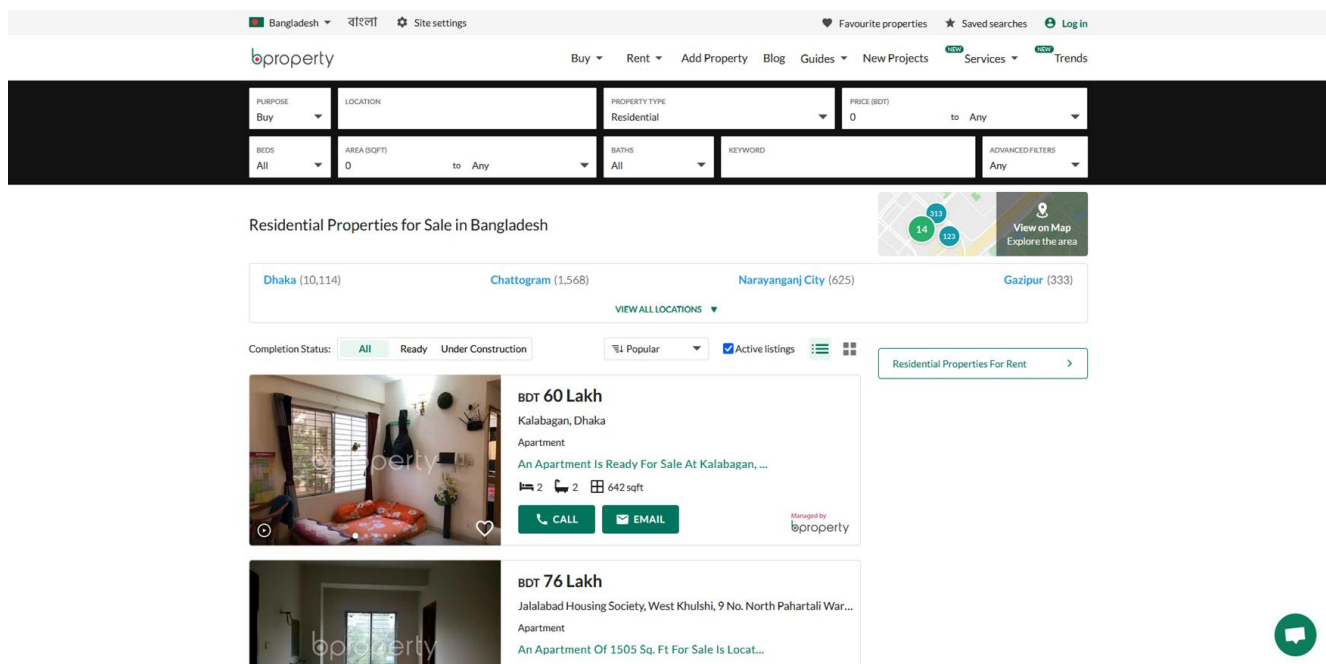 Bangladesh বাংলা Site settings Favourite properties Saved searches Log in
bproperty Buy Rent Add Property Blog Guides New Projects NEW Services NEW Trends
PURPOSE LOCATION PROPERTY TYPE PRICE (BDT)
Buy Residential 0 to Any
BEDS AREA (SQFT) BATHS KEYWORD ADVANCED FILTERS
All 0 to Any All Any
Residential Properties for Sale in Bangladesh
313
14
123
View on Map
Explore the area
Dhaka (10,114) Chattogram (1,568) Narayanganj City (625) Gazipur (333)
VIEW ALL LOCATIONS
Completion Status: All Ready Under Construction Popular Active listings
Residential Properties For Rent
bproperty
BDT 60 Lakh
Kalabagan, Dhaka
Apartment
An Apartment Is Ready For Sale At Kalabagan, ...
2 2 642 sqft
CALL EMAIL
Managed by
bproperty
bproperty
BDT 76 Lakh
Jalalabad Housing Society, West Khulshi, 9 No. North Pahartali War...
Apartment
An Apartment Of 1505 Sq. Ft For Sale Is Locat...